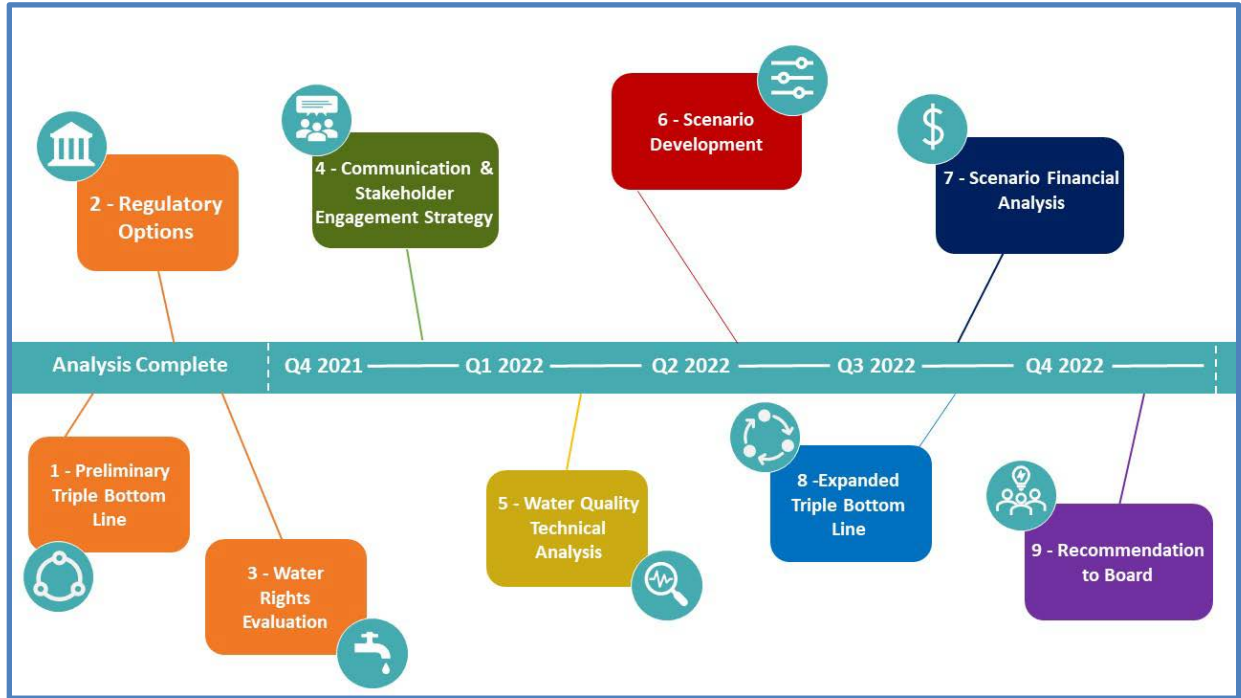 2 - Regulatory
Options
4 - Communication &
Stakeholder
Engagement Strategy
6 - Scenario
Development
$
7 - Scenario Financial
Analysis
Analysis Complete
Q4 2021
Q1 2022
Q2 2022
Q3 2022
Q4 2022
1 - Preliminary
Triple Bottom
Line
3 - Water
Rights
Evaluation
5 - Water Quality
Technical
Analysis
8 -Expanded
Triple Bottom
Line
9 - Recommendation
to Board